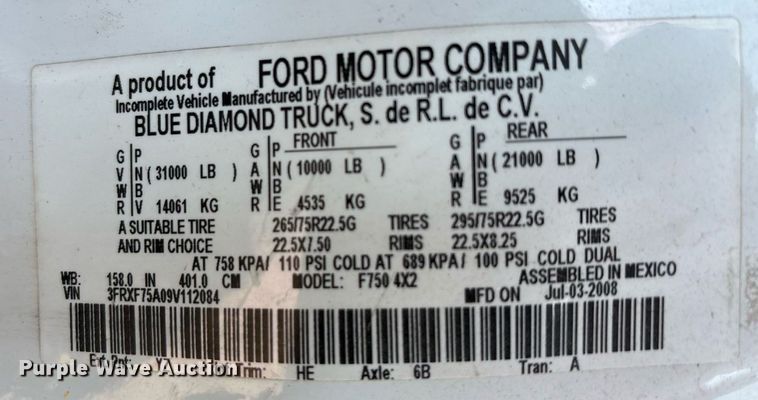 A product of FORD MOTOR COMPANY
Incomplete Vehicle Manufactured by (Vehicule incomplet fabrique par)
BLUE DIAMOND TRUCK, S. de R.L. de C.V.
FRONT REAR
G P G P G P
V N ( 31000 LB ) A N ( 10000 LB ) A N ( 21000 LB )
W B W B W B
R V 14061 KG R E 4535 KG R E 9525 KG
A SUITABLE TIRE 265/75R22.5G TIRES 295/75R22.5G TIRES
AND RIM CHOICE 22.5X7.50 RIMS 22.5X8.25 RIMS
AT 758 KPA/ 110 PSI COLD AT 689 KPA/ 100 PSI COLD DUAL
WB: 158.0 IN 401.0 CM MODEL: F750 4X2 ASSEMBLED IN MEXICO
VIN 3FRXF75A09V112084 MFD ON Jul-03-2008
Ext Pnt: Trim: HE Axle: 6B Tran: A
Purple Wave Auction